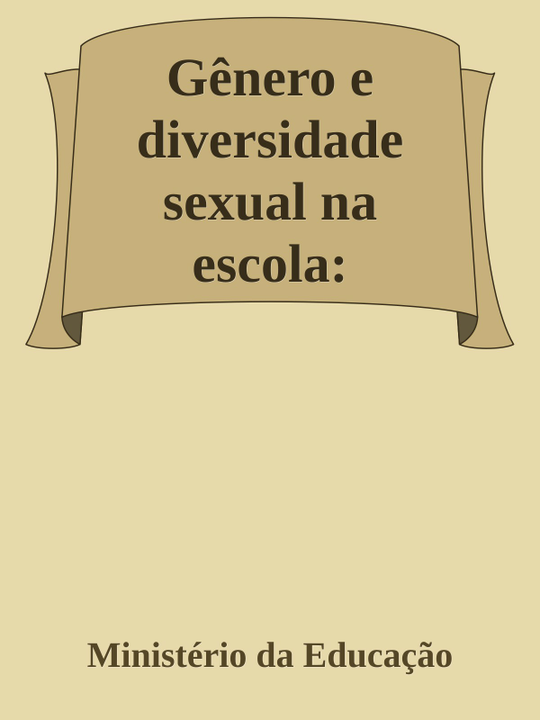 Gênero e
diversidade
sexual na
escola:
Ministério da Educação